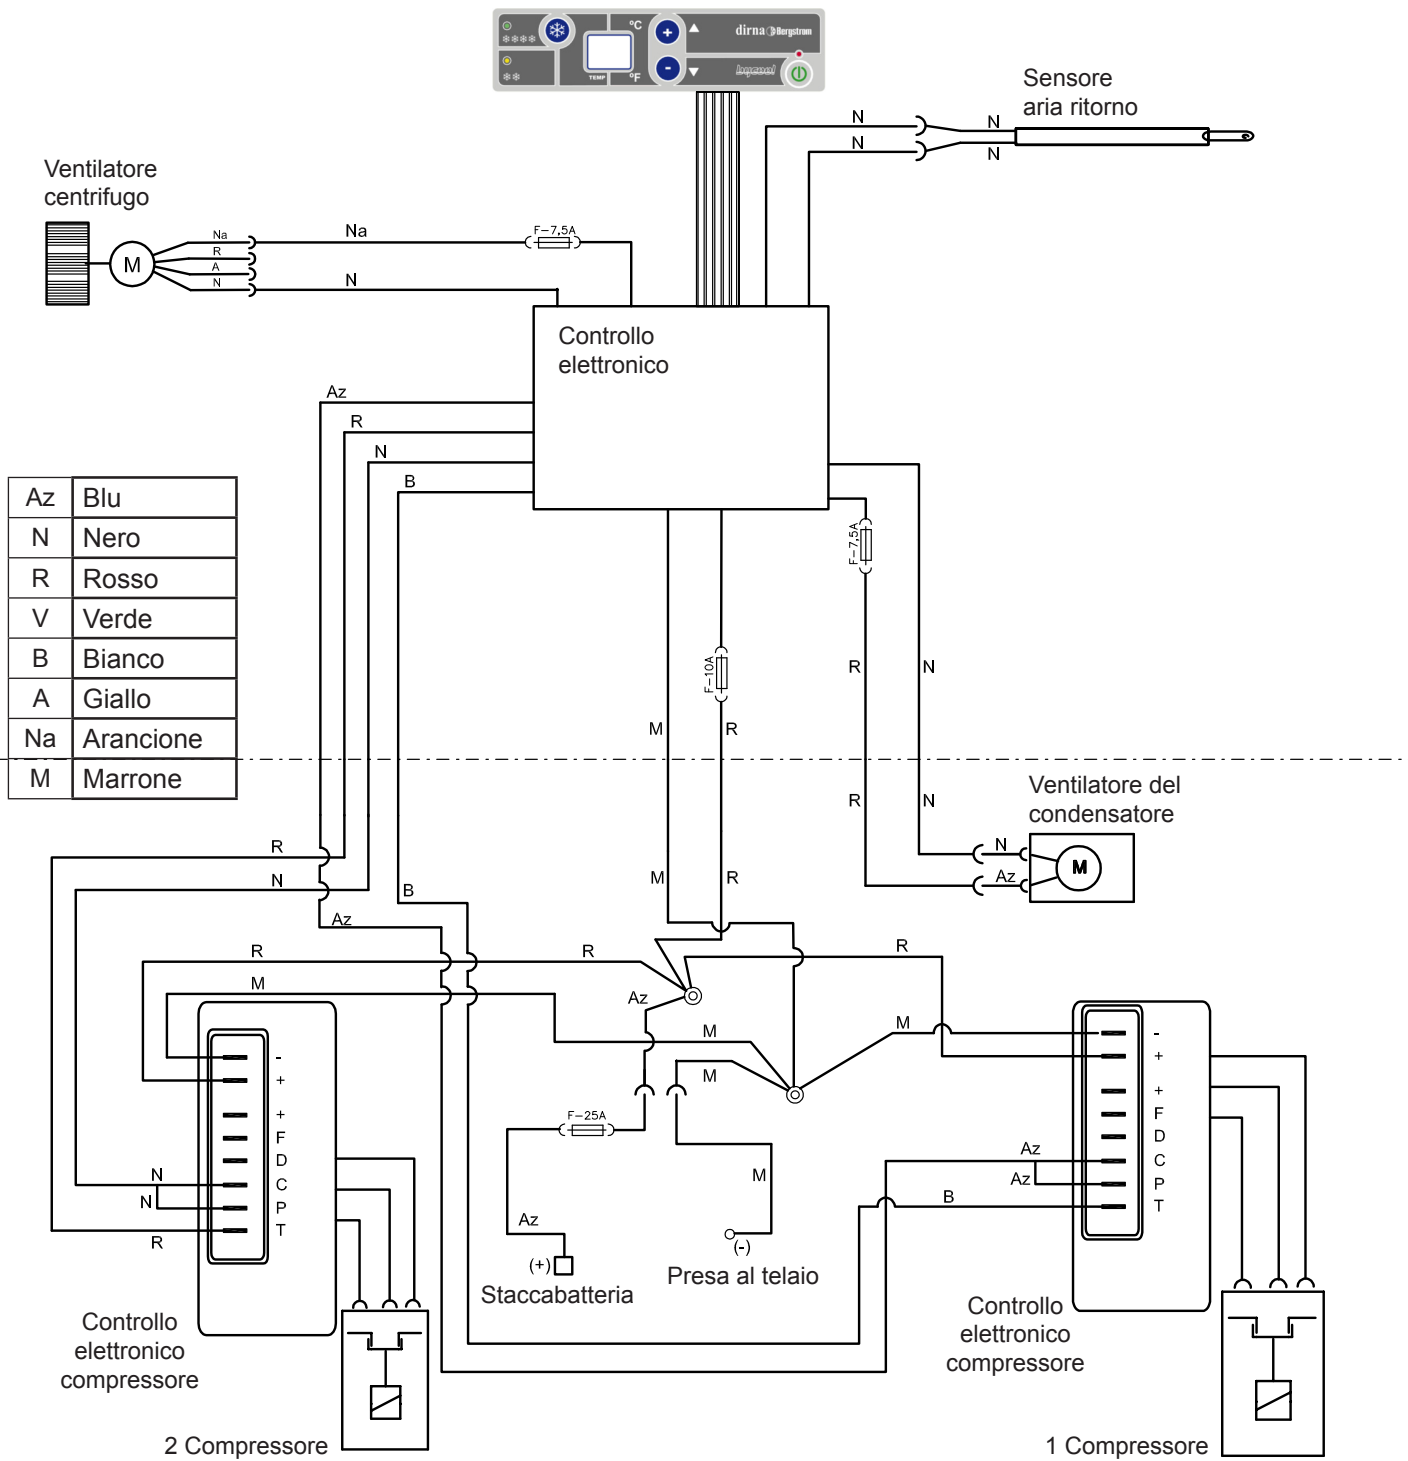 °C
dirna Bergstrom
❄❄❄❄
+
-
bycool
❄❄
TEMP
°F
Sensore
aria ritorno
N
N
N
N
Ventilatore
centrifugo
M
Na
R
A
N
Na
N
F-7,5A
Controllo
elettronico
Az
R
N
B
Az Blu
N Nero
R Rosso
V Verde
B Bianco
A Giallo
Na Arancione
M Marrone
F-7,5A
F-10A
R
N
M
R
R
N
Ventilatore del
condensatore
N
Az
M
R
N
B
Az
M
R
R
R
R
M
Az
M
M
M
- 
+
+
F
D
C
P
T
N
N
R
F-25A
Az
(+)
Staccabatteria
M
(-)
Presa al telaio
-
+
+
F
D
C
P
T
Az
Az
B
Controllo
elettronico
compressore
2 Compressore
Controllo
elettronico
compressore
1 Compressore